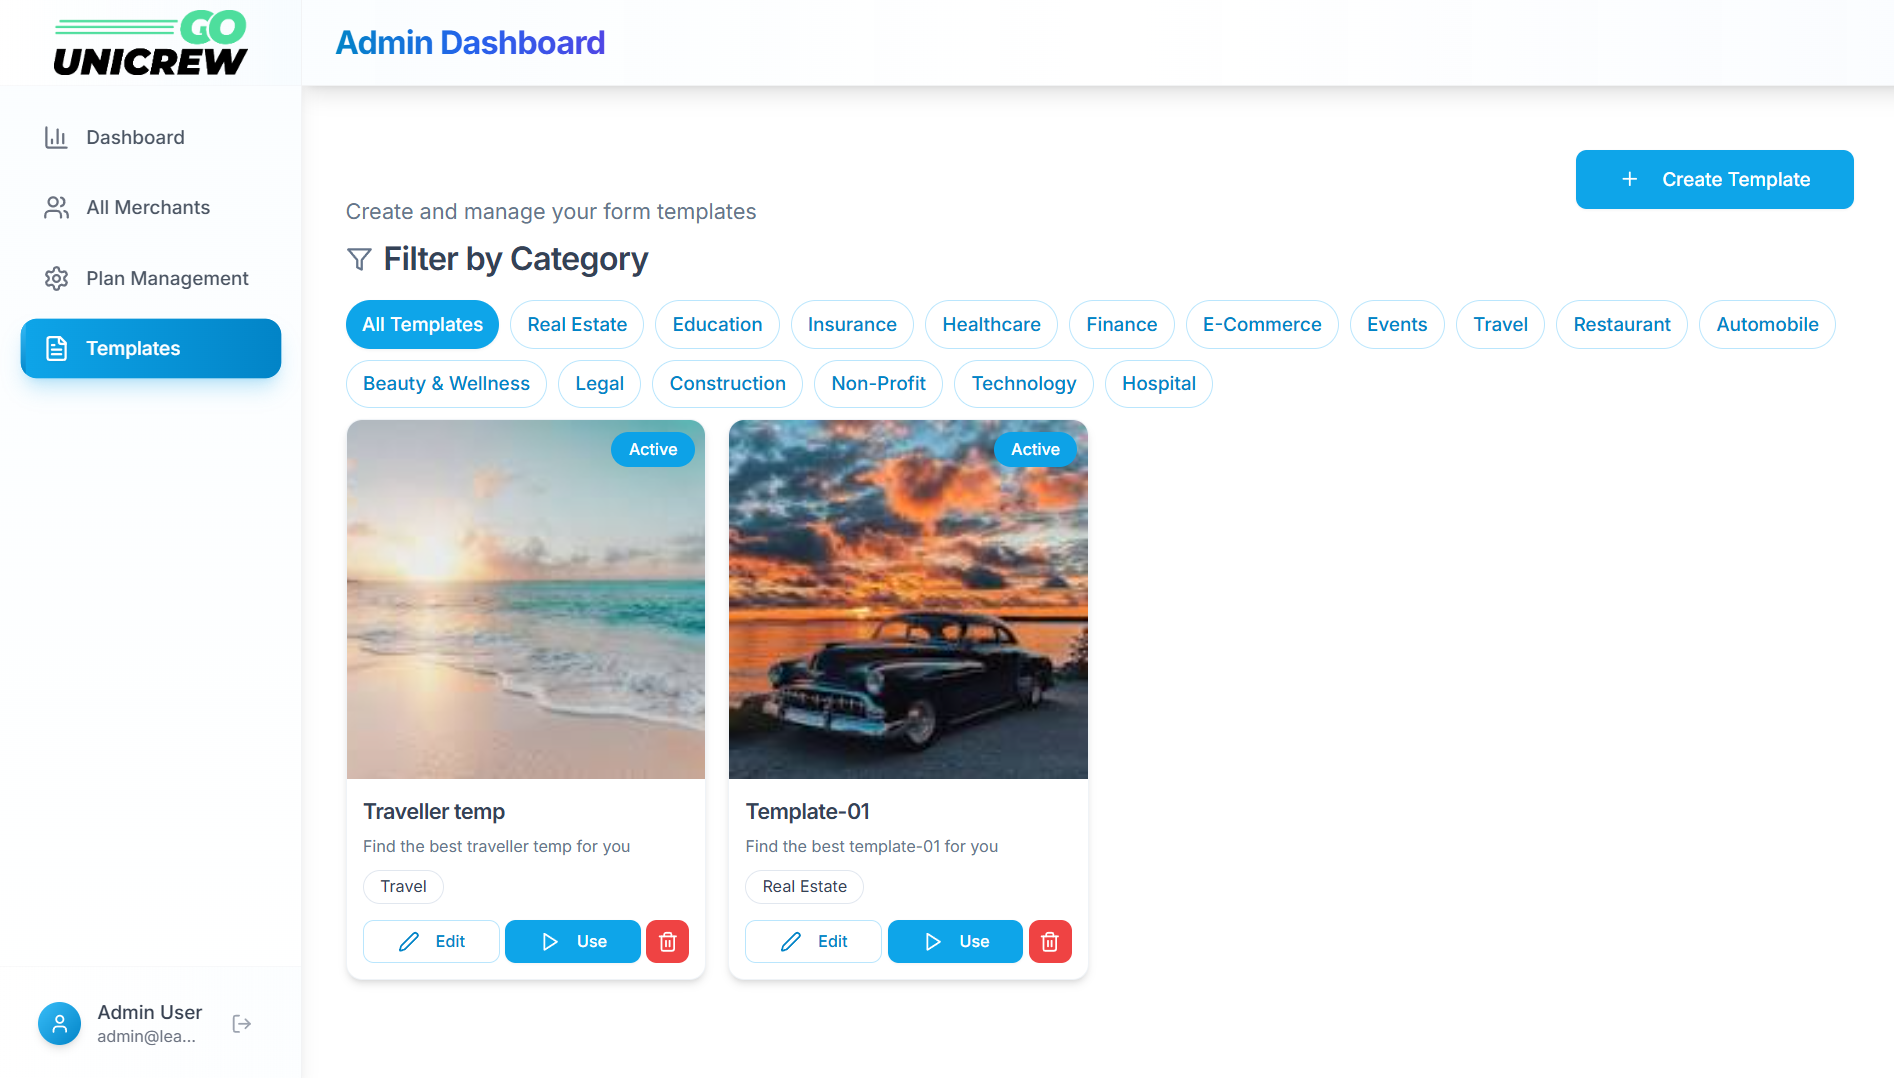 GO
UNICREW
Admin Dashboard
Dashboard
All Merchants
Plan Management
Templates
Create Template
Create and manage your form templates
Filter by Category
All Templates
Real Estate
Education
Insurance
Healthcare
Finance
E-Commerce
Events
Travel
Restaurant
Automobile
Beauty & Wellness
Legal
Construction
Non-Profit
Technology
Hospital
Active
Traveller temp
Find the best traveller temp for you
Travel
Edit
Use
Active
Template-01
Find the best template-01 for you
Real Estate
Edit
Use
Admin User
admin@lea...